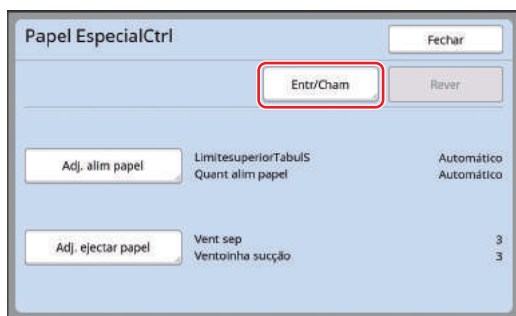 Papel EspecialCtrl
Fechar
Entr/Cham
Rever
Adj. alim papel
LimitesuperiorTabulS Automático
Quant alim papel Automático
Adj. ejectar papel
Vent sep 3
Ventoinha sucção 3